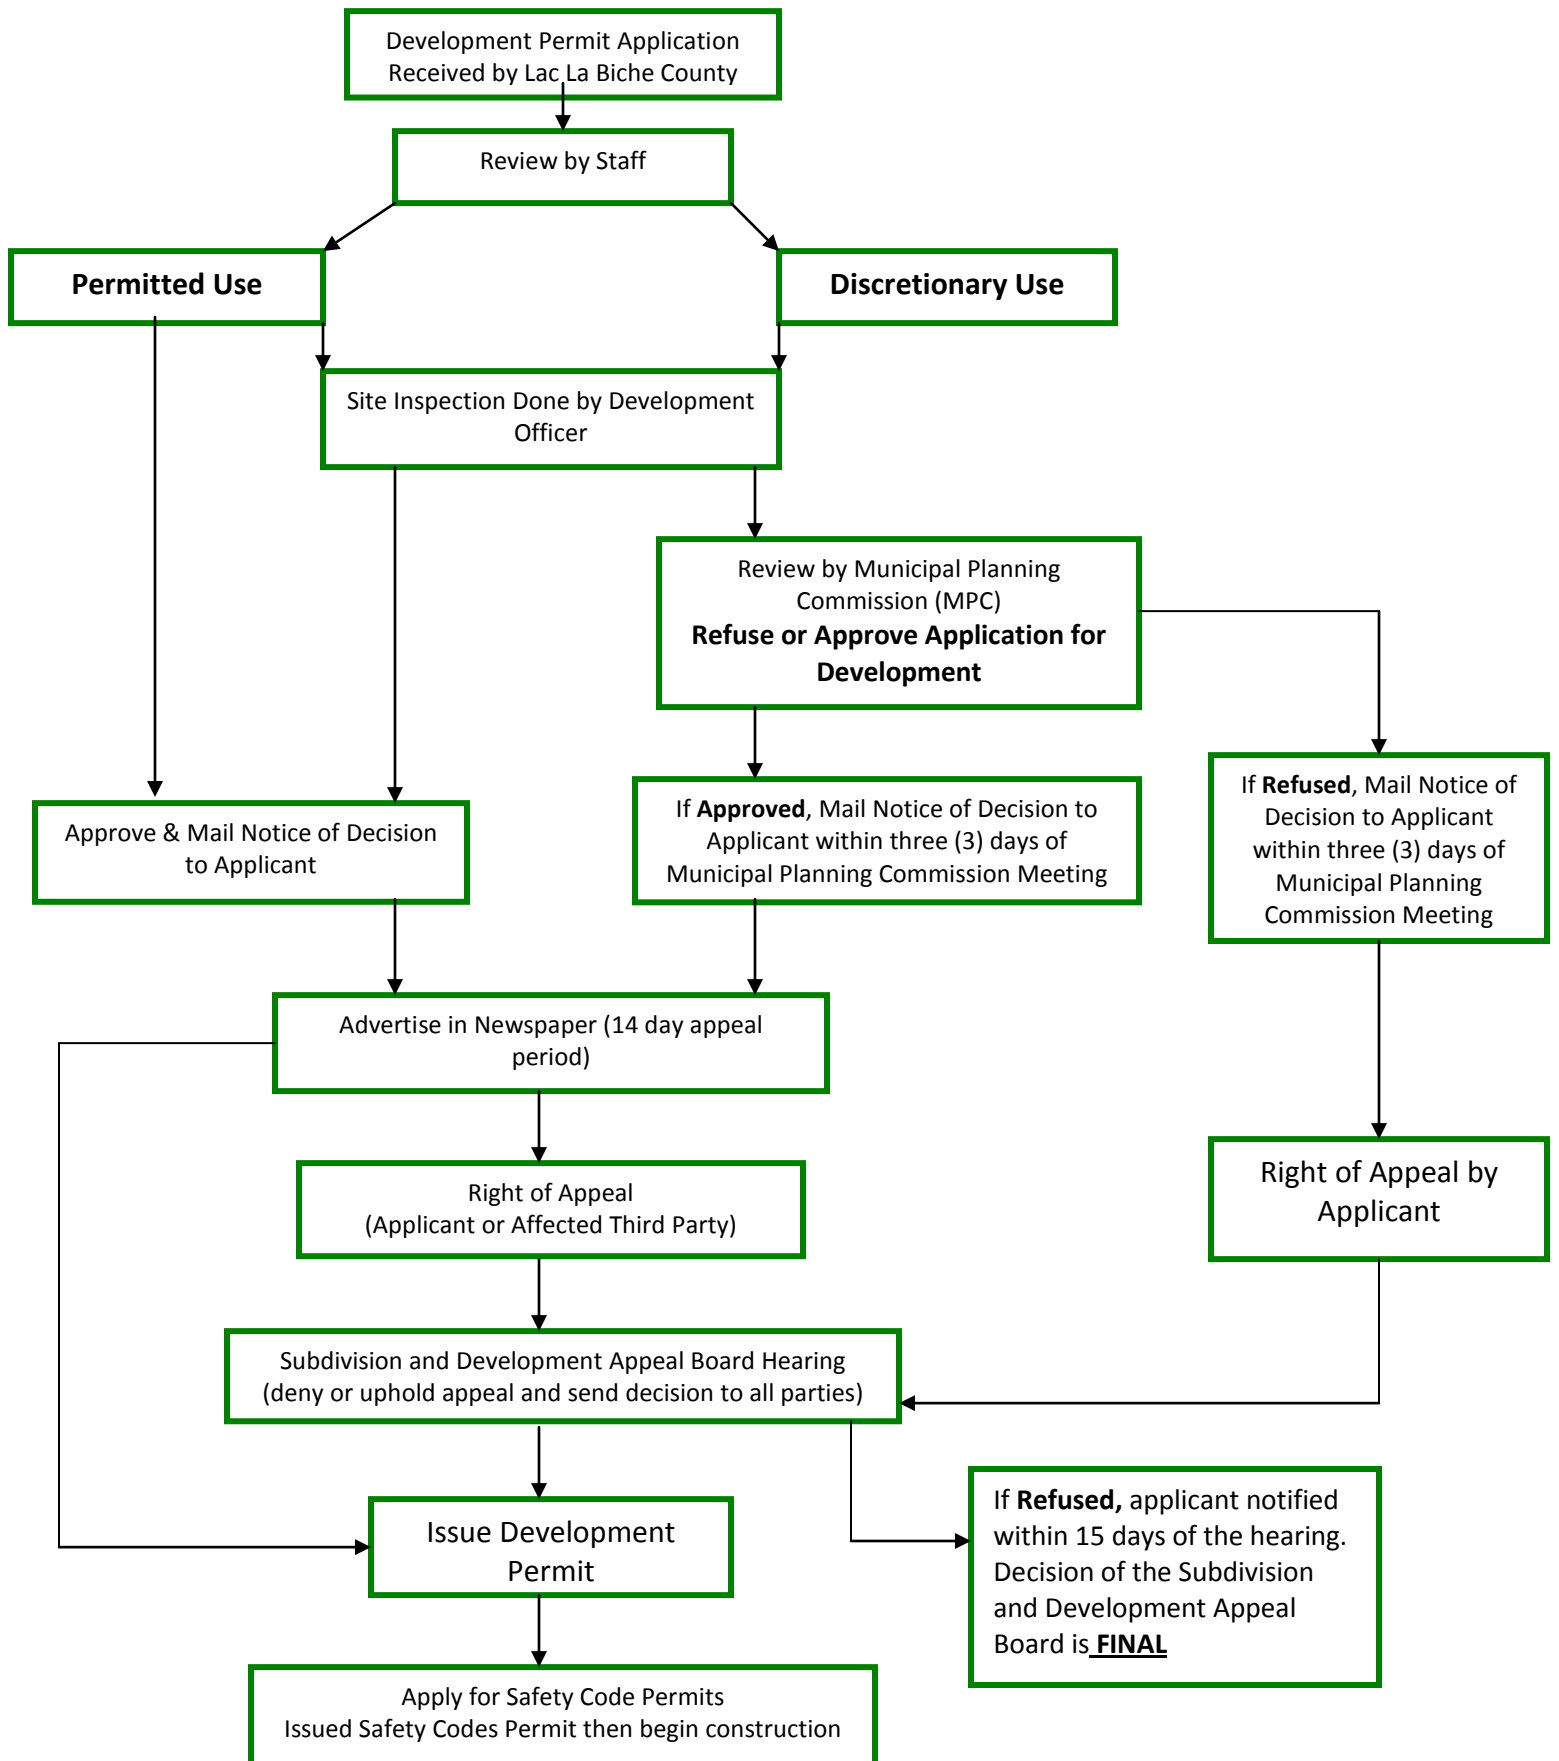 Development Permit Application
Received by Lac La Biche County
Review by Staff
Permitted Use
Discretionary Use
Site Inspection Done by Development
Officer
Review by Municipal Planning
Commission (MPC)
Refuse or Approve Application for
Development
If Approved, Mail Notice of Decision to
Applicant within three (3) days of
Municipal Planning Commission Meeting
If Refused, Mail Notice of
Decision to Applicant
within three (3) days of
Municipal Planning
Commission Meeting
Approve & Mail Notice of Decision
to Applicant
Advertise in Newspaper (14 day appeal
period)
Right of Appeal
(Applicant or Affected Third Party)
Right of Appeal by
Applicant
Subdivision and Development Appeal Board Hearing
(deny or uphold appeal and send decision to all parties)
If Refused, applicant notified
within 15 days of the hearing.
Decision of the Subdivision
and Development Appeal
Board is FINAL
Issue Development
Permit
Apply for Safety Code Permits
Issued Safety Codes Permit then begin construction